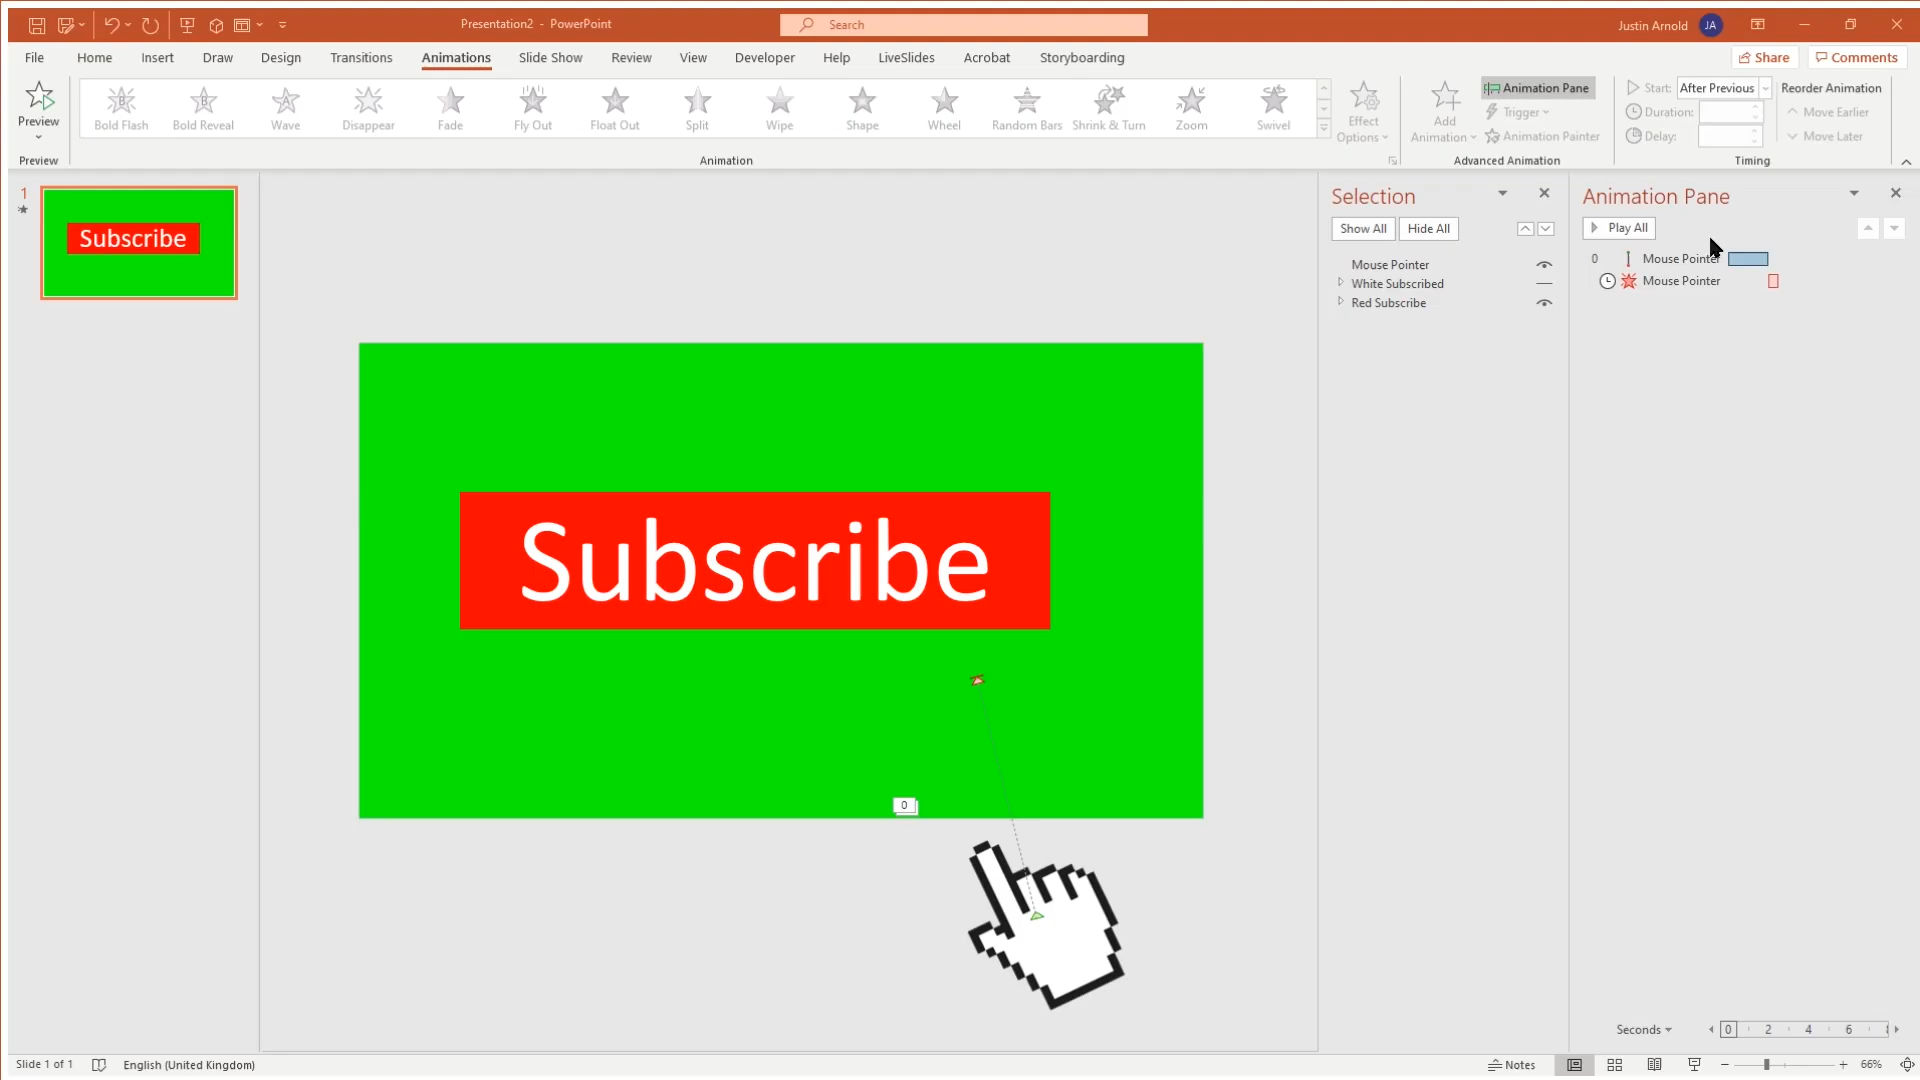 Presentation2 - PowerPoint
Search
Justin Arnold JA
File Home Insert Draw Design Transitions Animations Slide Show Review View Developer Help LiveSlides Acrobat Storyboarding
Share Comments
Preview
Bold Flash Bold Reveal Wave Disappear Fade Fly Out Float Out Split Wipe Shape Wheel Random Bars Shrink & Turn Zoom Swivel
Effect Options
Add Animation
Animation Pane
Trigger
Animation Painter
Start: After Previous
Duration:
Delay:
Reorder Animation
Move Earlier
Move Later
Preview Animation Advanced Animation Timing
1
Subscribe
Subscribe
0
Selection
Show All Hide All
Mouse Pointer
White Subscribed
Red Subscribe
Animation Pane
Play All
0 Mouse Pointer
Mouse Pointer
Seconds 0 2 4 6
Slide 1 of 1 English (United Kingdom)
Notes 66%